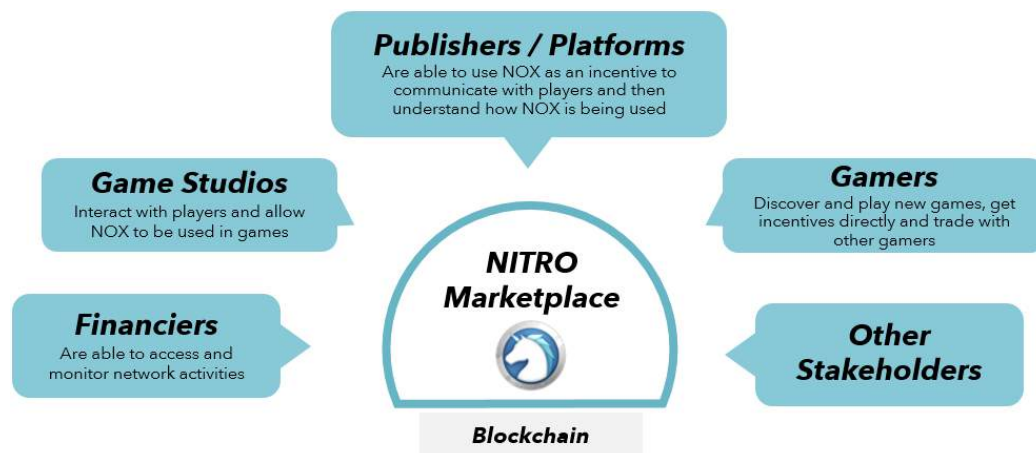 Publishers / Platforms
Are able to use NOX as an incentive to
communicate with players and then
understand how NOX is being used
Game Studios
Interact with players and allow
NOX to be used in games
Gamers
Discover and play new games, get
incentives directly and trade with
other gamers
NITRO
Marketplace
Financiers
Are able to access and
monitor network activities
Other
Stakeholders
Blockchain